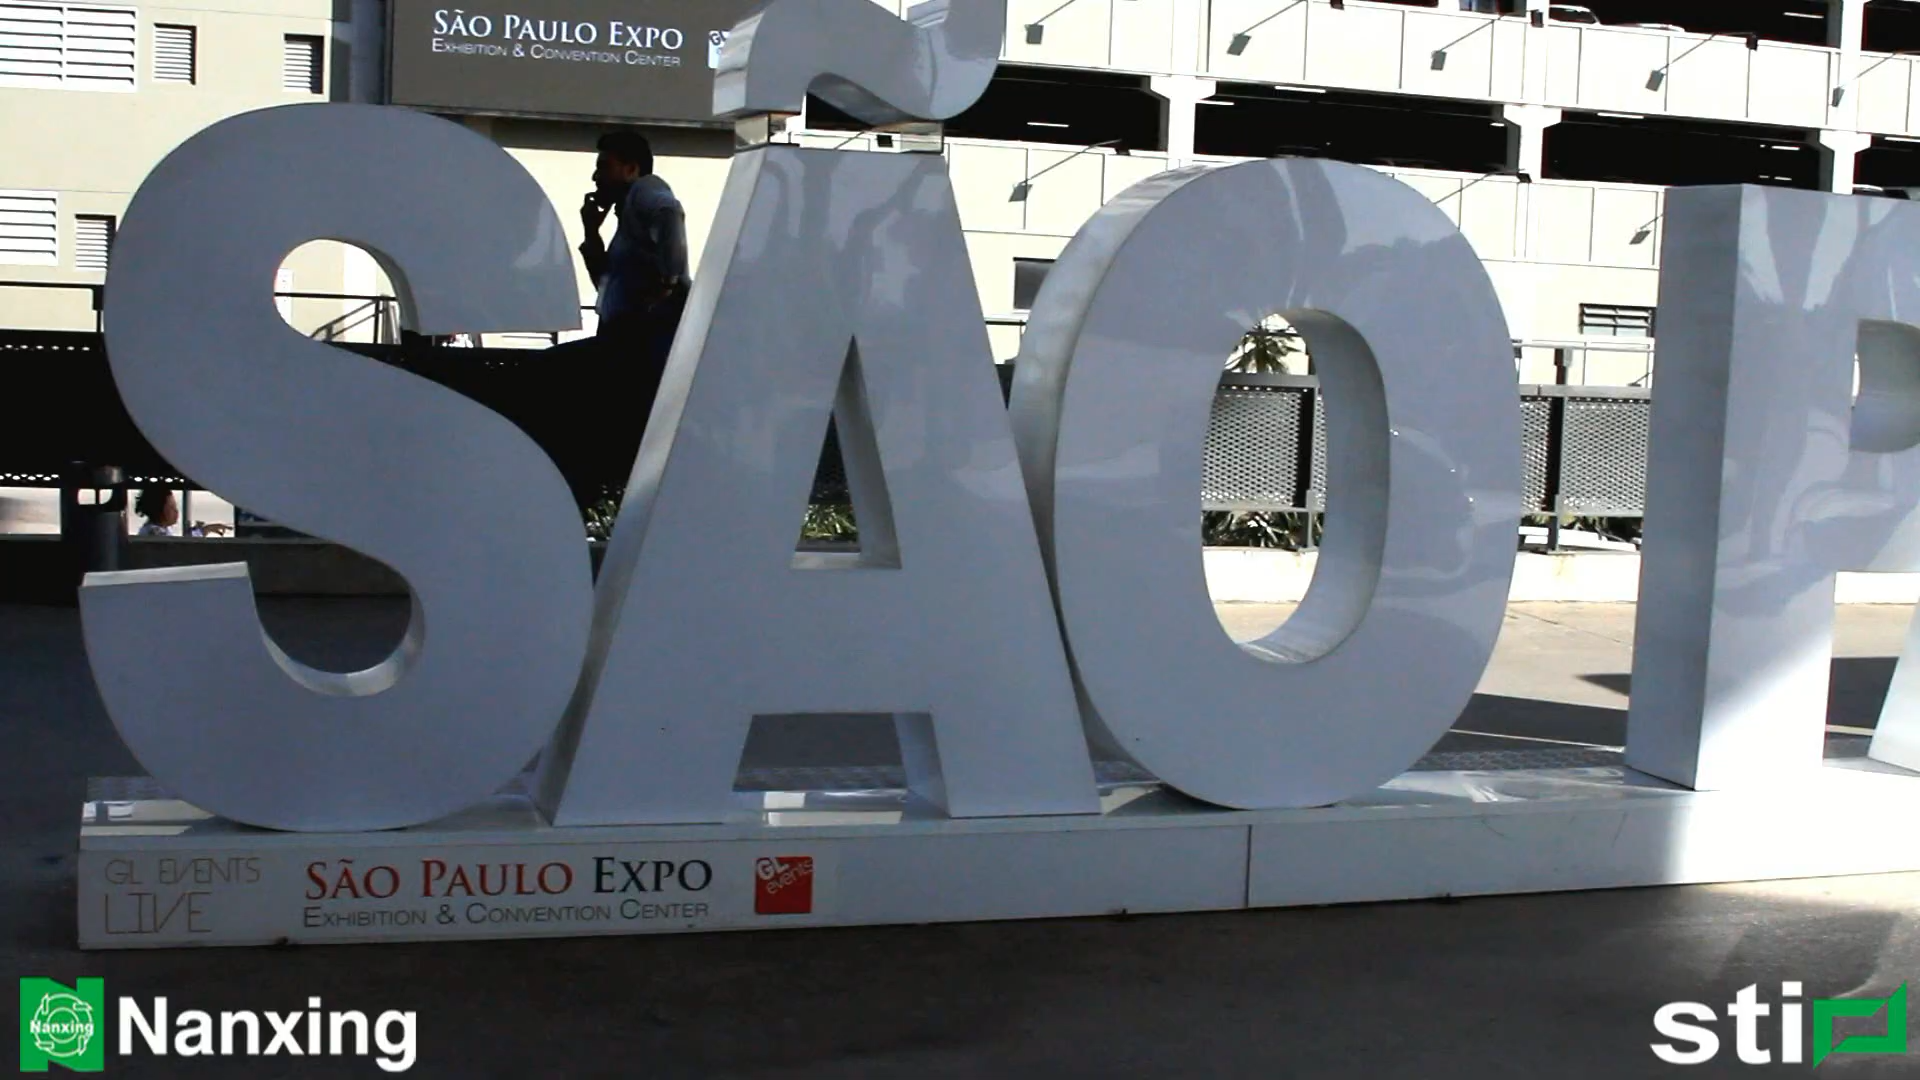 SÃO PAULO EXPO
EXHIBITION & CONVENTION CENTER
SÃO P
GL EVENTS
LIVE
SÃO PAULO EXPO
EXHIBITION & CONVENTION CENTER
GL
events
Nanxing
Nanxing
sti